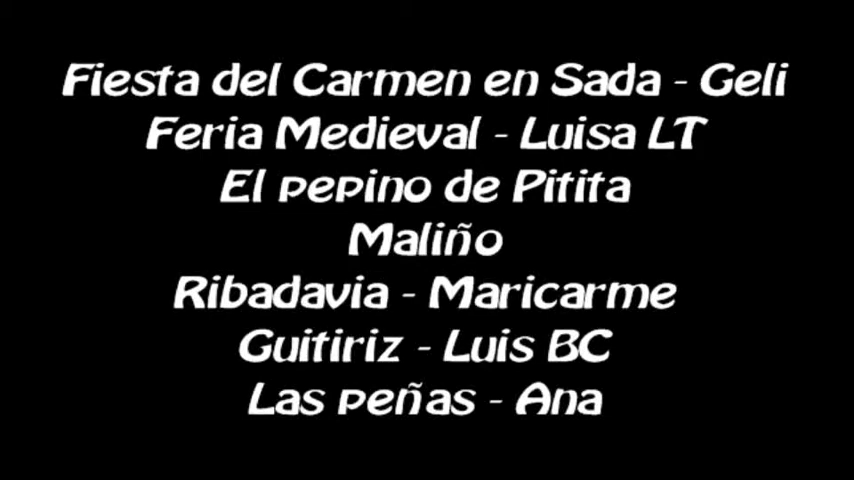 Fiesta del Carmen en Sada - Geli
Feria Medieval - Luisa LT
El pepino de Pitita
Maliño
Ribadavia - Maricarme
Guitiriz - Luis BC
Las peñas - Ana